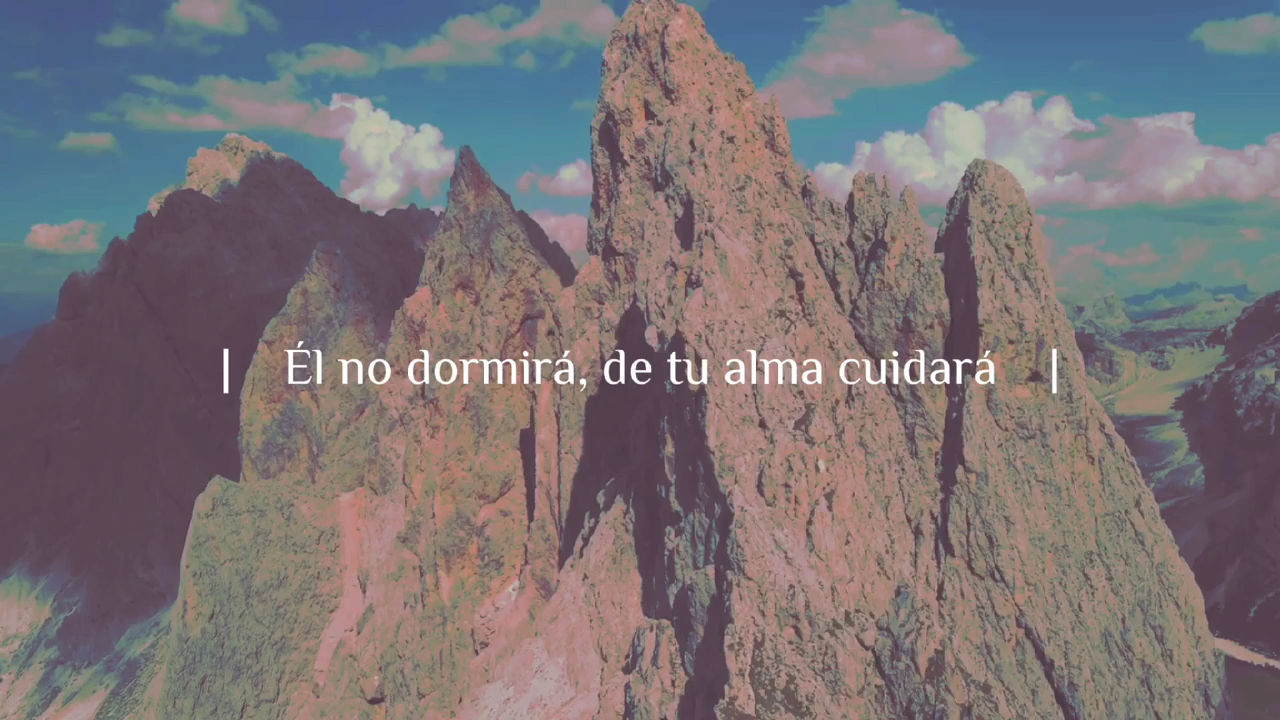 | Él no dormirá, de tu alma cuidará |